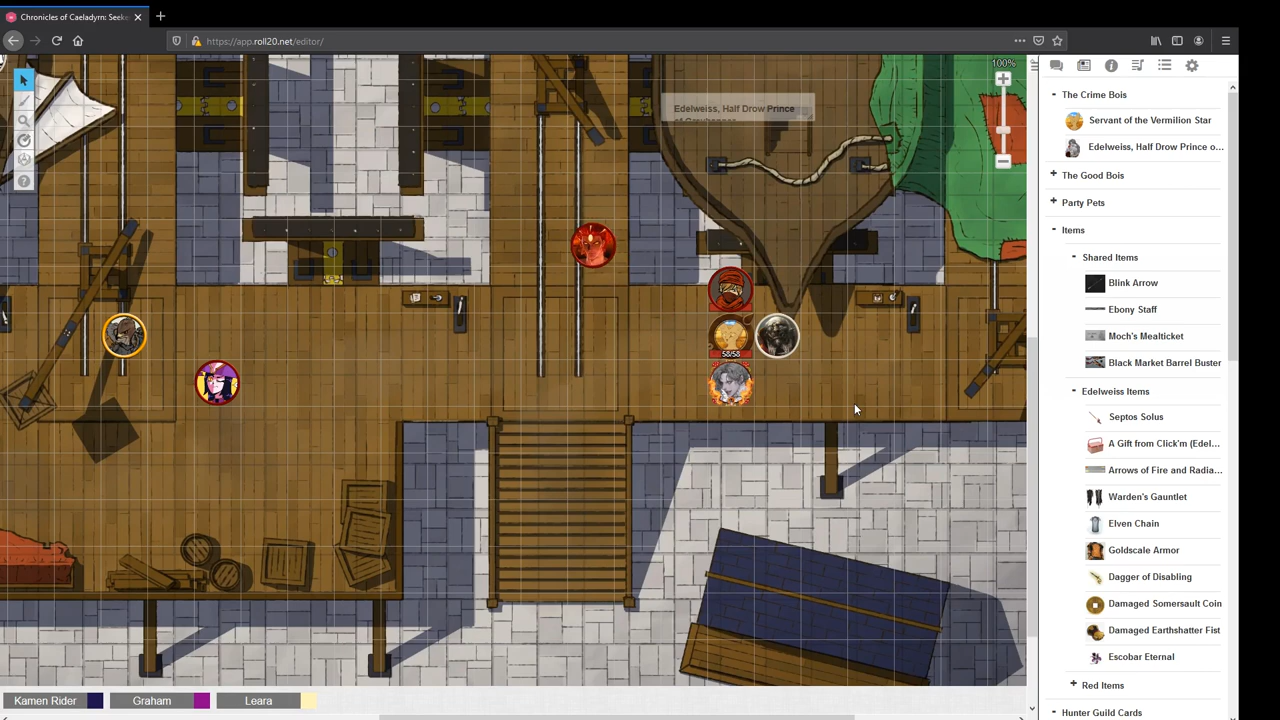 Chronicles of Caeladyrn: Seeke
https://app.roll20.net/editor/
100%
Edelweiss, Half Drow Prince
58/58
The Crime Bois
Servant of the Vermilion Star
Edelweiss, Half Drow Prince o...
The Good Bois
Party Pets
Items
Shared Items
Blink Arrow
Ebony Staff
Moch's Mealticket
Black Market Barrel Buster
Edelweiss Items
Septos Solus
A Gift from Click'm (Edel...
Arrows of Fire and Radia...
Warden's Gauntlet
Elven Chain
Goldscale Armor
Dagger of Disabling
Damaged Somersault Coin
Damaged Earthshatter Fist
Escobar Eternal
Red Items
Hunter Guild Cards
Kamen Rider
Graham
Leara